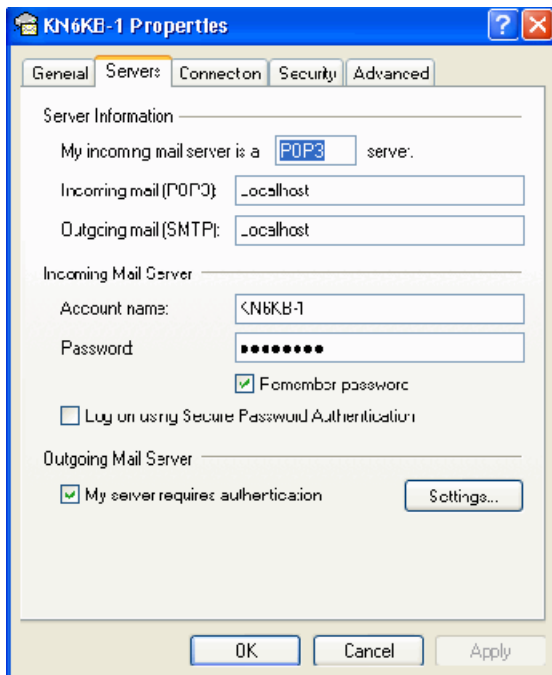 KN6KB-1 Properties
General Servers Connection Security Advanced
Server Information
My incoming mail server is a POP3 server.
Incoming mail (POP3): Localhost
Outgoing mail (SMTP): Localhost
Incoming Mail Server
Account name: KN6KB-1
Password: ●●●●●●●●
Remember password
Log on using Secure Password Authentication
Outgoing Mail Server
My server requires authentication Settings...
OK Cancel Apply